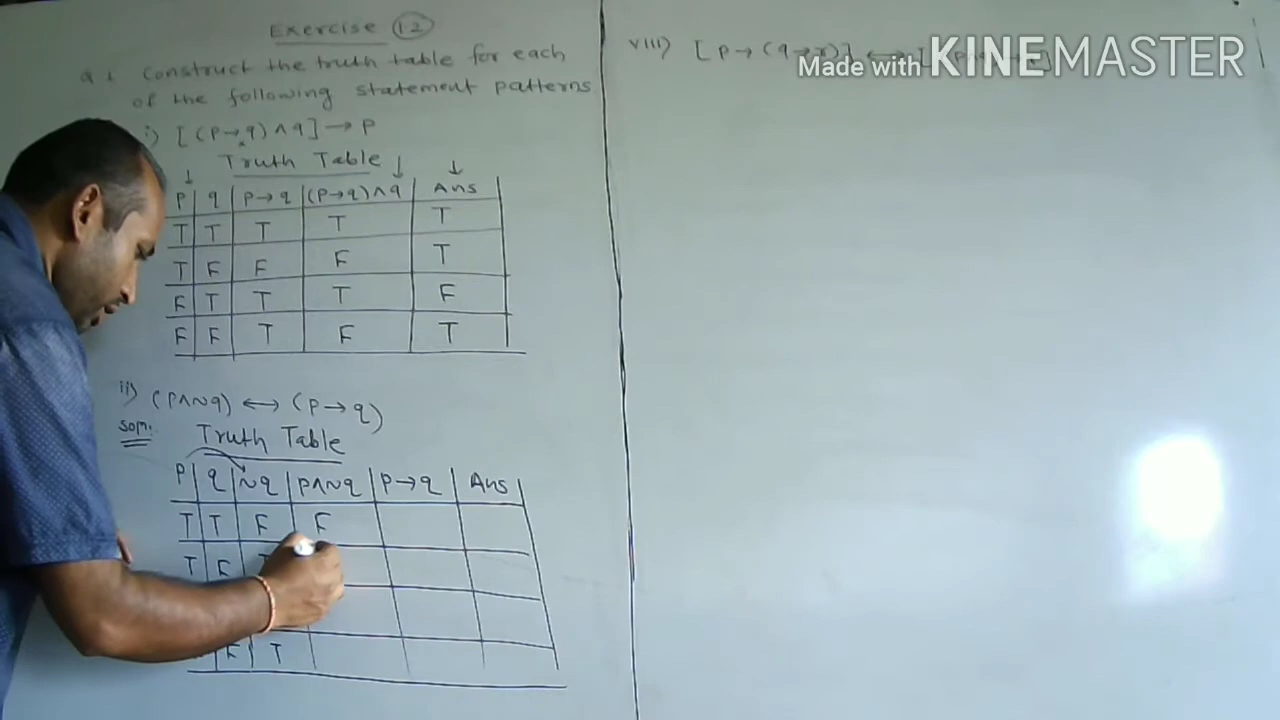 Exercise 1.2
Q 1 Construct the truth table for each
of the following statement patterns
i) [(P→q)∧q]→P
Truth Table
P q P→q (P→q)∧q Ans
T T T T T
T F F F T
F T T T F
F F T F T
ii) (P∧~q) ↔ (P→q)
Som.
Truth Table
P q ~q P∧~q P→q Ans
T T F F
T F T
F T
viii) [P→(q→r)] ↔
Made with KINEMASTER